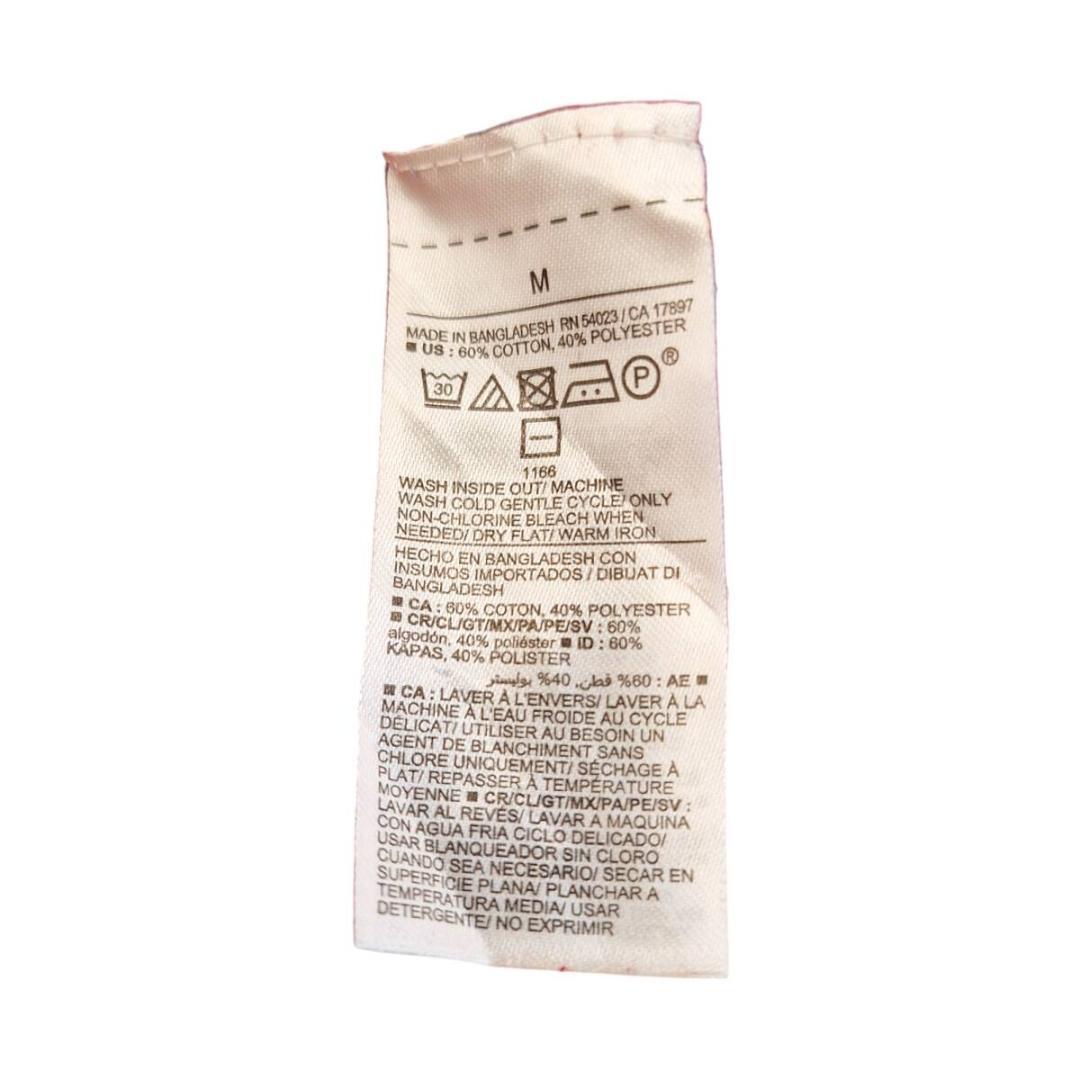 M
MADE IN BANGLADESH RN 54023 / CA 17897
US : 60% COTTON, 40% POLYESTER
30 P ®
1166
WASH INSIDE OUT/ MACHINE
WASH COLD GENTLE CYCLE/ ONLY
NON-CHLORINE BLEACH WHEN
NEEDED/ DRY FLAT/ WARM IRON
HECHO EN BANGLADESH CON
INSUMOS IMPORTADOS / DIBUAT DI
BANGLADESH
CA : 60% COTON, 40% POLYESTER
CR/CL/GT/MX/PA/PE/SV : 60%
algodón, 40% poliéster ID : 60%
KAPAS, 40% POLISTER
AE : 60% قطن, 40% بوليستر
CA : LAVER À L'ENVERS/ LAVER À LA
MACHINE À L'EAU FROIDE AU CYCLE
DÉLICAT/ UTILISER AU BESOIN UN
AGENT DE BLANCHIMENT SANS
CHLORE UNIQUEMENT/ SÉCHAGE À
PLAT/ REPASSER À TEMPÉRATURE
MOYENNE CR/CL/GT/MX/PA/PE/SV :
LAVAR AL REVÉS/ LAVAR A MAQUINA
CON AGUA FRIA CICLO DELICADO/
USAR BLANQUEADOR SIN CLORO
CUANDO SEA NECESARIO/ SECAR EN
SUPERFICIE PLANA/ PLANCHAR A
TEMPERATURA MEDIA/ USAR
DETERGENTE/ NO EXPRIMIR